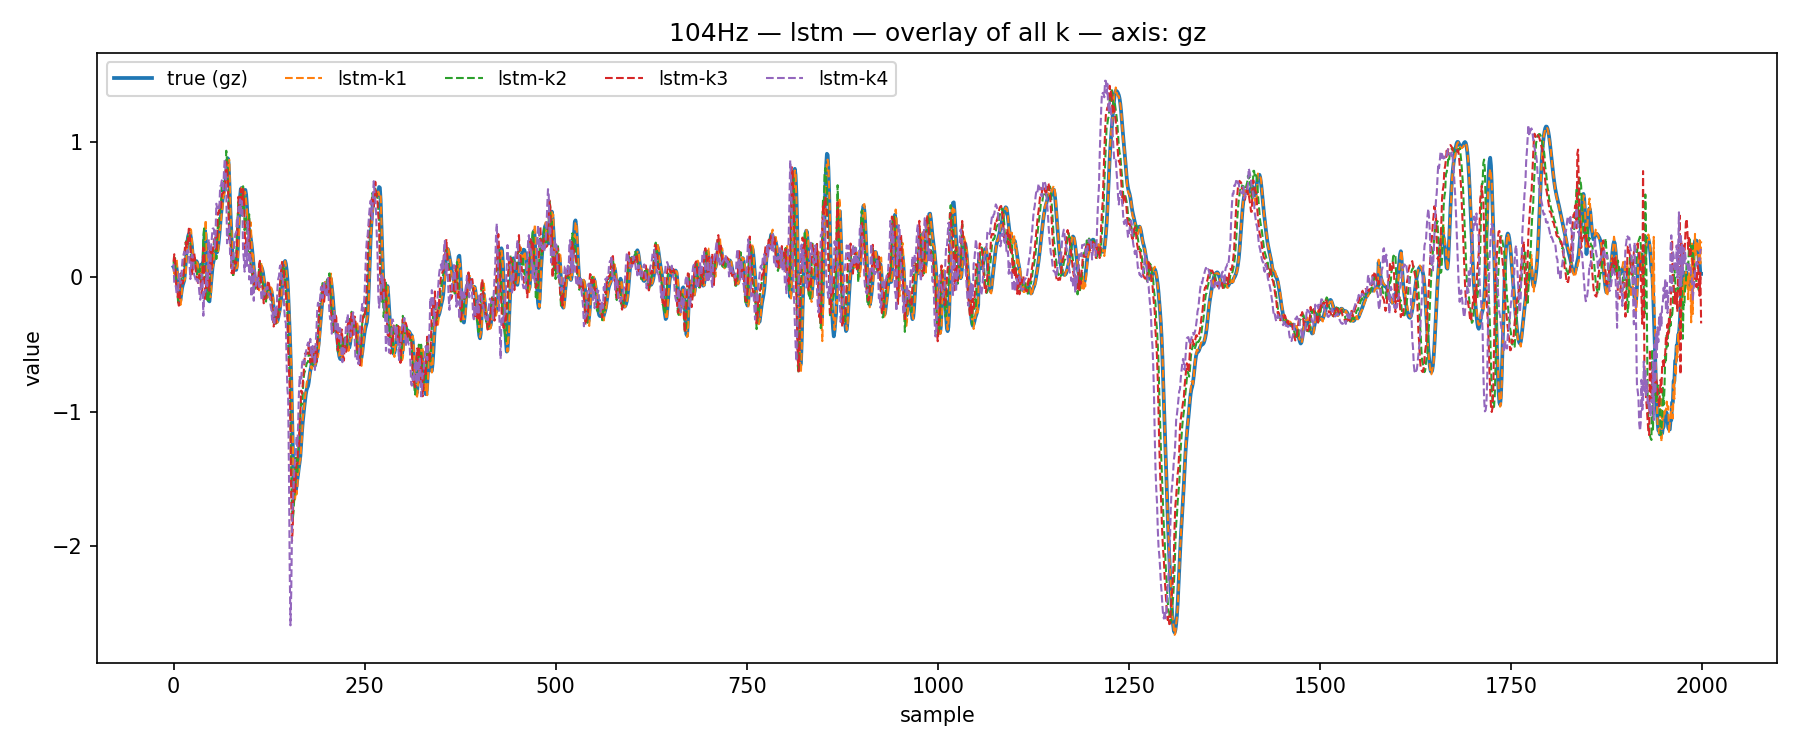 104Hz — lstm — overlay of all k — axis: gz
true (gz) lstm-k1 lstm-k2 lstm-k3 lstm-k4
value
1
0
−1
−2
0 250 500 750 1000 1250 1500 1750 2000
sample